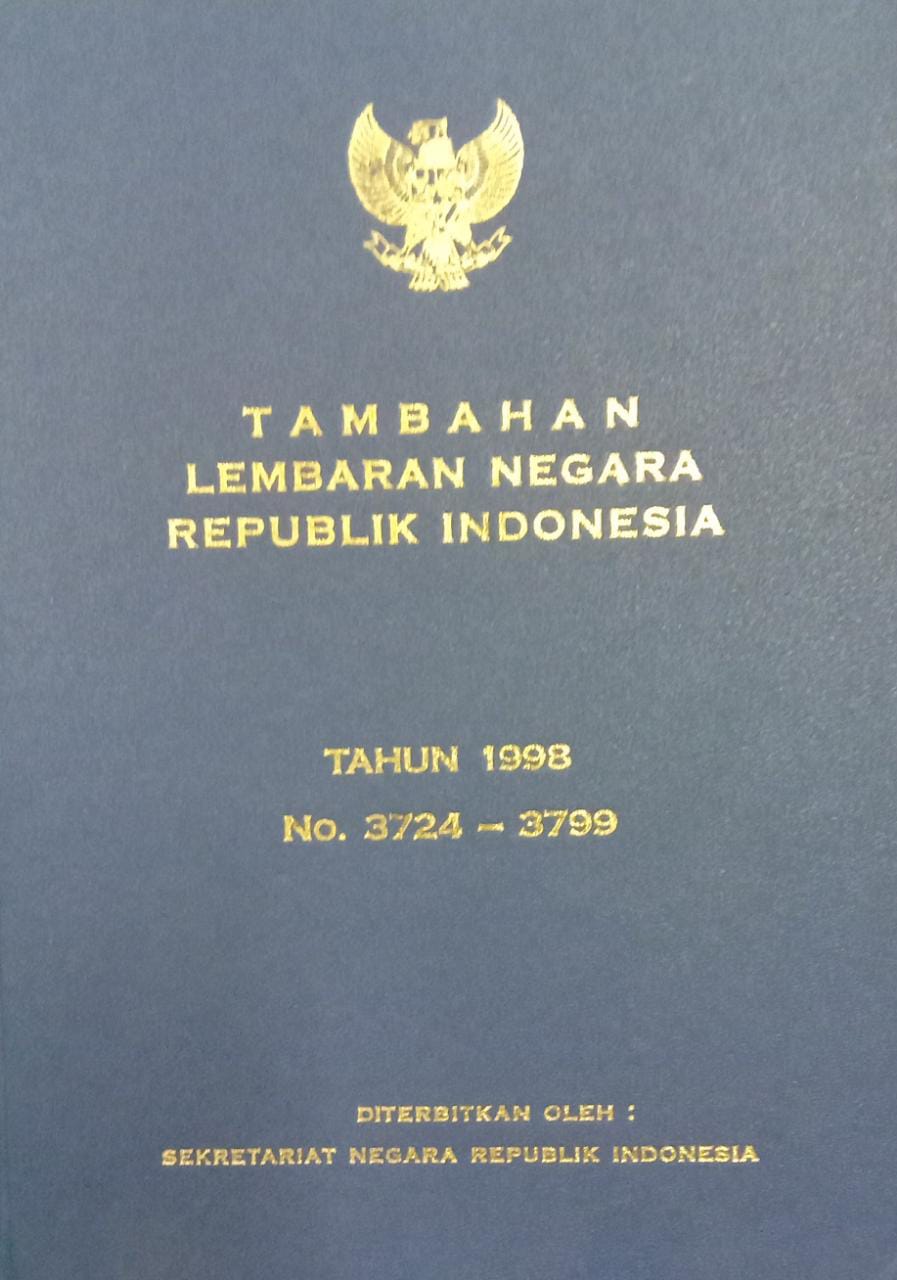 TAMBAHAN
LEMBARAN NEGARA
REPUBLIK INDONESIA
TAHUN 1998
No. 3724 – 3799
DITERBITKAN OLEH :
SEKRETARIAT NEGARA REPUBLIK INDONESIA